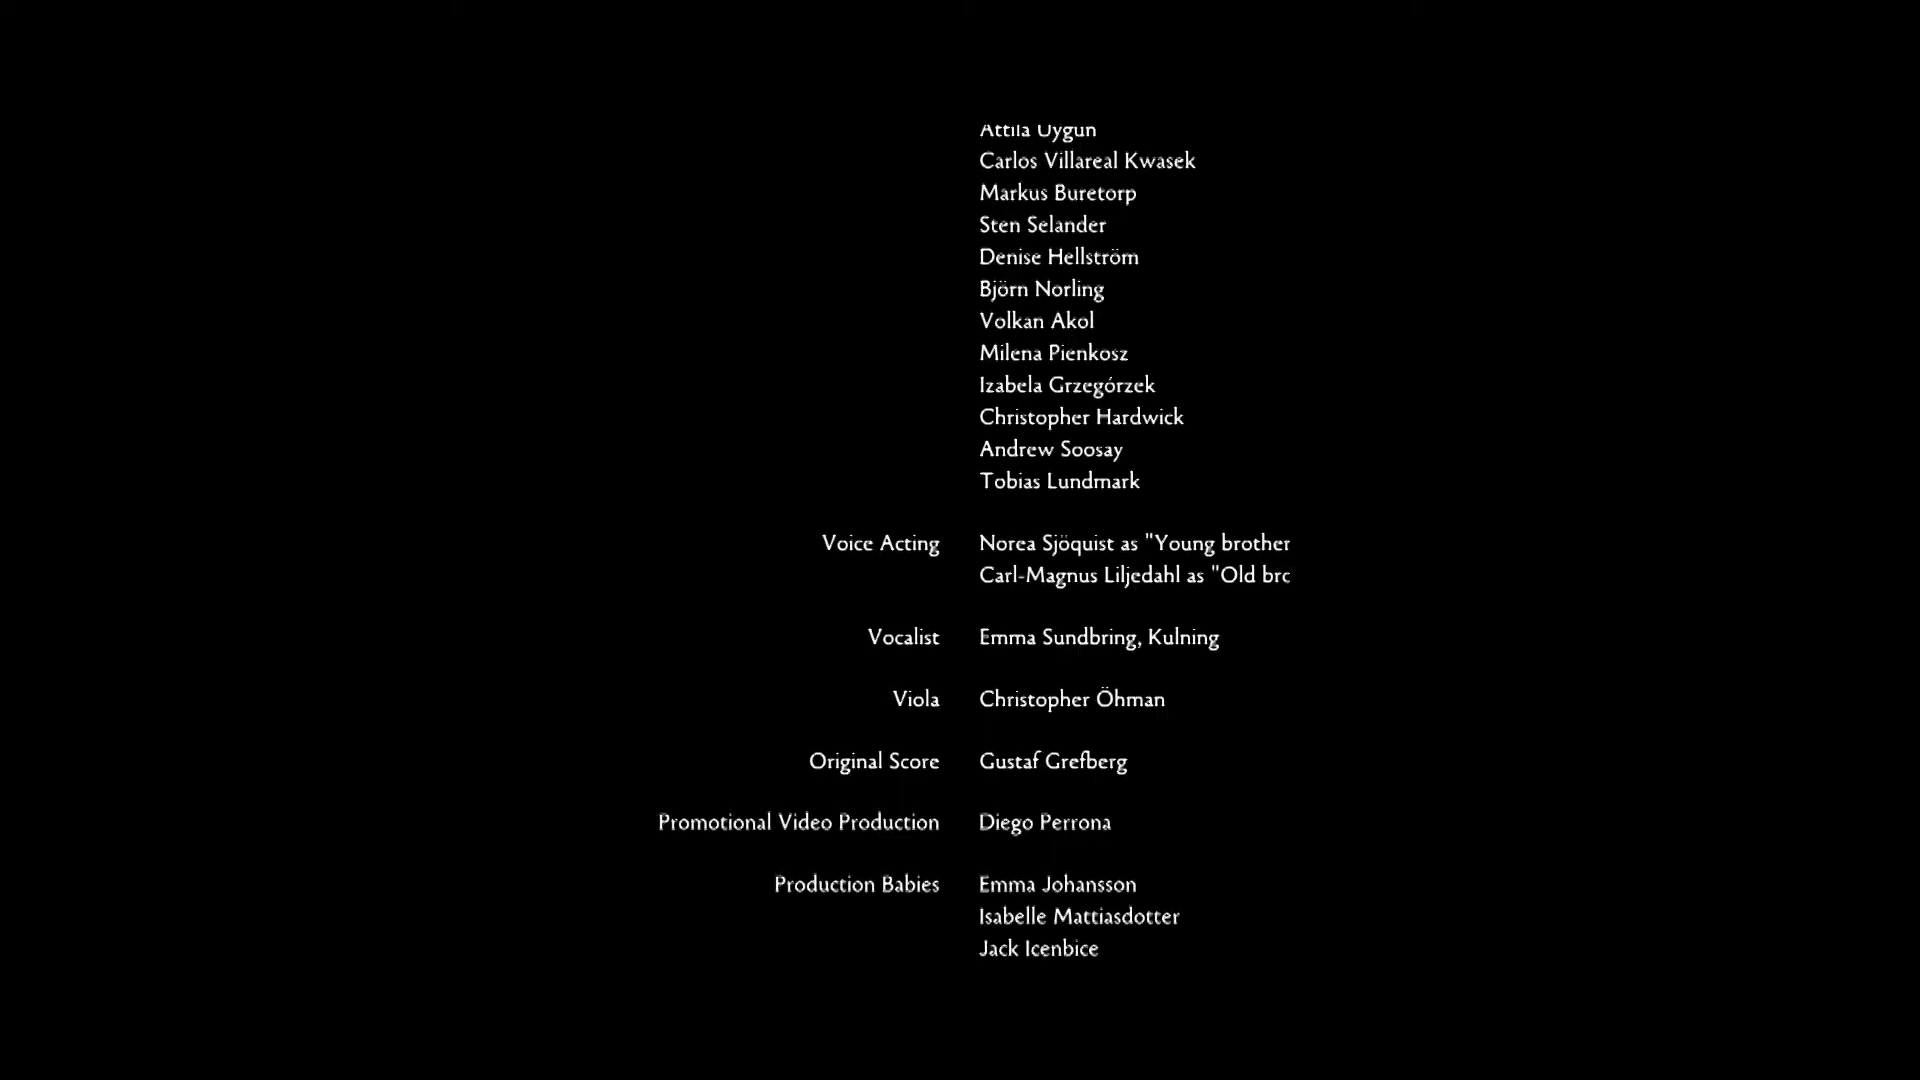 Attila Uygun
Carlos Villareal Kwasek
Markus Buretorp
Sten Selander
Denise Hellström
Björn Norling
Volkan Akol
Milena Pienkosz
Izabela Grzegórzek
Christopher Hardwick
Andrew Soosay
Tobias Lundmark
Voice Acting Norea Sjöquist as "Young brother
Carl-Magnus Liljedahl as "Old
Vocalist Emma Sundbring, Kulning
Viola Christopher Öhman
Original Score Gustaf Grefberg
Promotional Video Production Diego Perrona
Production Babies Emma Johansson
Isabelle Mattiasdotter
Jack Icenbice